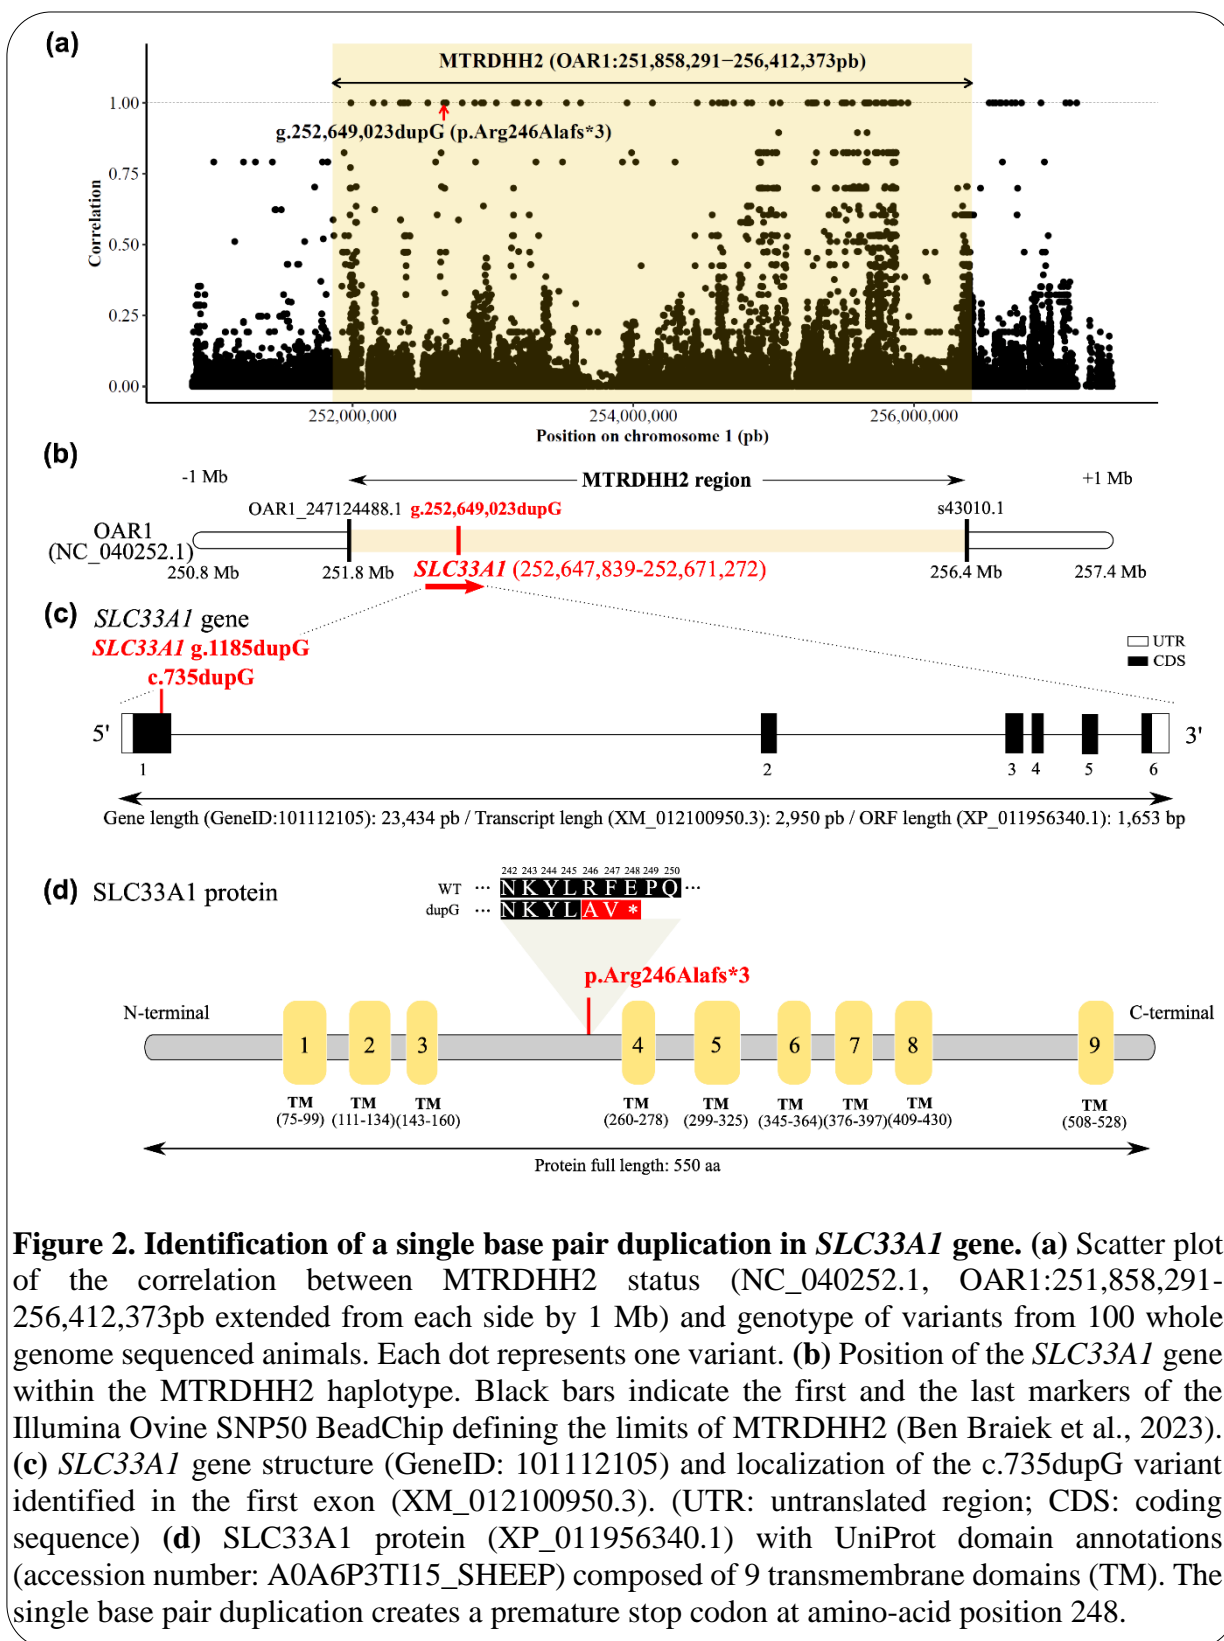 (a)
MTRDHH2 (OAR1:251,858,291−256,412,373pb)
1.00
g.252,649,023dupG (p.Arg246Alafs*3)
0.75
Correlation
0.50
0.25
0.00
252,000,000 254,000,000 256,000,000
Position on chromosome 1 (pb)
(b)
-1 Mb MTRDHH2 region +1 Mb
OAR1_247124488.1 g.252,649,023dupG s43010.1
OAR1
(NC_040252.1)
250.8 Mb 251.8 Mb SLC33A1 (252,647,839-252,671,272) 256.4 Mb 257.4 Mb
(c) SLC33A1 gene
SLC33A1 g.1185dupG
c.735dupG
UTR
CDS
5' 3'
1 2 3 4 5 6
Gene length (GeneID:101112105): 23,434 pb / Transcript lengh (XM_012100950.3): 2,950 pb / ORF length (XP_011956340.1): 1,653 bp
(d) SLC33A1 protein
242 243 244 245 246 247 248 249 250
WT ··· N K Y L R F E P Q ···
dupG ··· N K Y L A V *
p.Arg246Alafs*3
N-terminal C-terminal
1 2 3 4 5 6 7 8 9
TM TM TM TM TM TM TM TM TM
(75-99) (111-134) (143-160) (260-278) (299-325) (345-364) (376-397) (409-430) (508-528)
Protein full length: 550 aa
Figure 2. Identification of a single base pair duplication in SLC33A1 gene. (a) Scatter plot
of the correlation between MTRDHH2 status (NC_040252.1, OAR1:251,858,291-
256,412,373pb extended from each side by 1 Mb) and genotype of variants from 100 whole
genome sequenced animals. Each dot represents one variant. (b) Position of the SLC33A1 gene
within the MTRDHH2 haplotype. Black bars indicate the first and the last markers of the
Illumina Ovine SNP50 BeadChip defining the limits of MTRDHH2 (Ben Braiek et al., 2023).
(c) SLC33A1 gene structure (GeneID: 101112105) and localization of the c.735dupG variant
identified in the first exon (XM_012100950.3). (UTR: untranslated region; CDS: coding
sequence) (d) SLC33A1 protein (XP_011956340.1) with UniProt domain annotations
(accession number: A0A6P3TI15_SHEEP) composed of 9 transmembrane domains (TM). The
single base pair duplication creates a premature stop codon at amino-acid position 248.